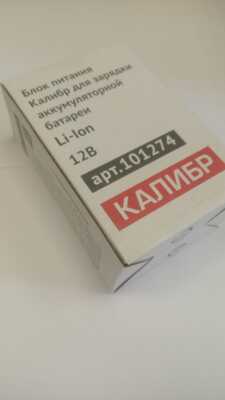 Блок питания
Калибр для зарядки
аккумуляторной
батареи
Li-Ion
12В
арт.101274
КАЛИБР